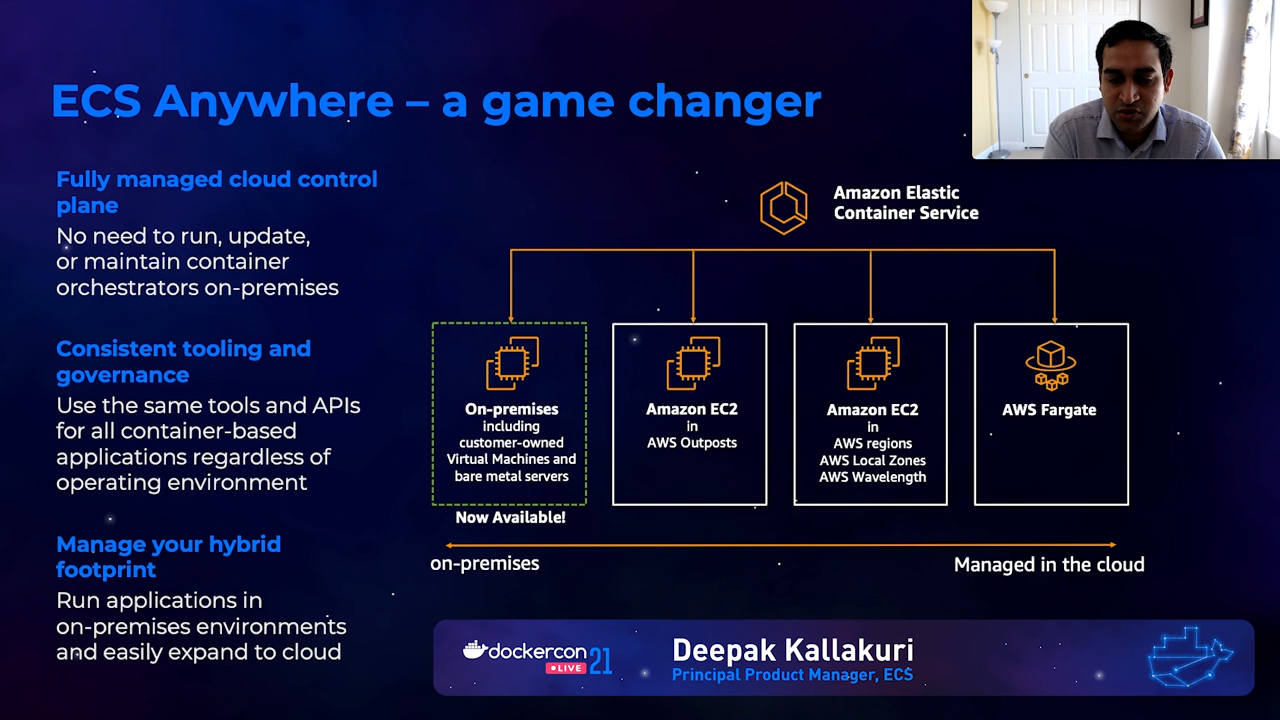 ECS Anywhere – a game changer
Fully managed cloud control
plane
No need to run, update,
or maintain container
orchestrators on-premises
Consistent tooling and
governance
Use the same tools and APIs
for all container-based
applications regardless of
operating environment
Manage your hybrid
footprint
Run applications in
on-premises environments
and easily expand to cloud
Amazon Elastic
Container Service
On-premises
including
customer-owned
Virtual Machines and
bare metal servers
Now Available!
Amazon EC2
in
AWS Outposts
Amazon EC2
in
AWS regions
AWS Local Zones
AWS Wavelength
AWS Fargate
on-premises
Managed in the cloud
dockercon
LIVE 21
Deepak Kallakuri
Principal Product Manager, ECS